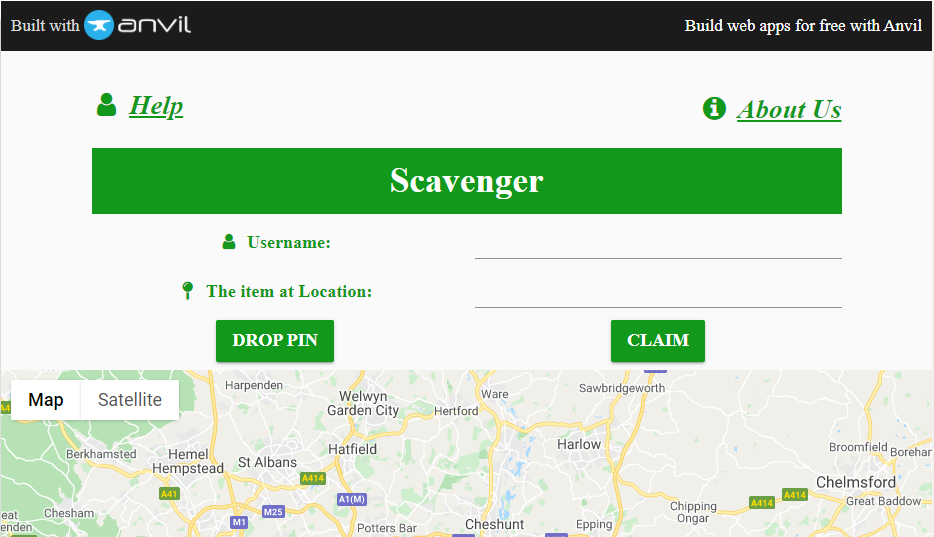 Built with anvil
Build web apps for free with Anvil
Help
About Us
Scavenger
Username:
The item at Location:
DROP PIN
CLAIM
Map
Satellite
Harpenden
Welwyn
Garden City
Hertford
Ware
Sawbridgeworth
Berkhamsted
Hemel
Hempstead
St Albans
Hatfield
Harlow
Broomfield
Chelmsford
Great Baddow
A41
A414
A1(M)
M25
M1
A414
A414
Chesham
Potters Bar
Cheshunt
Epping
Chipping
Ongar